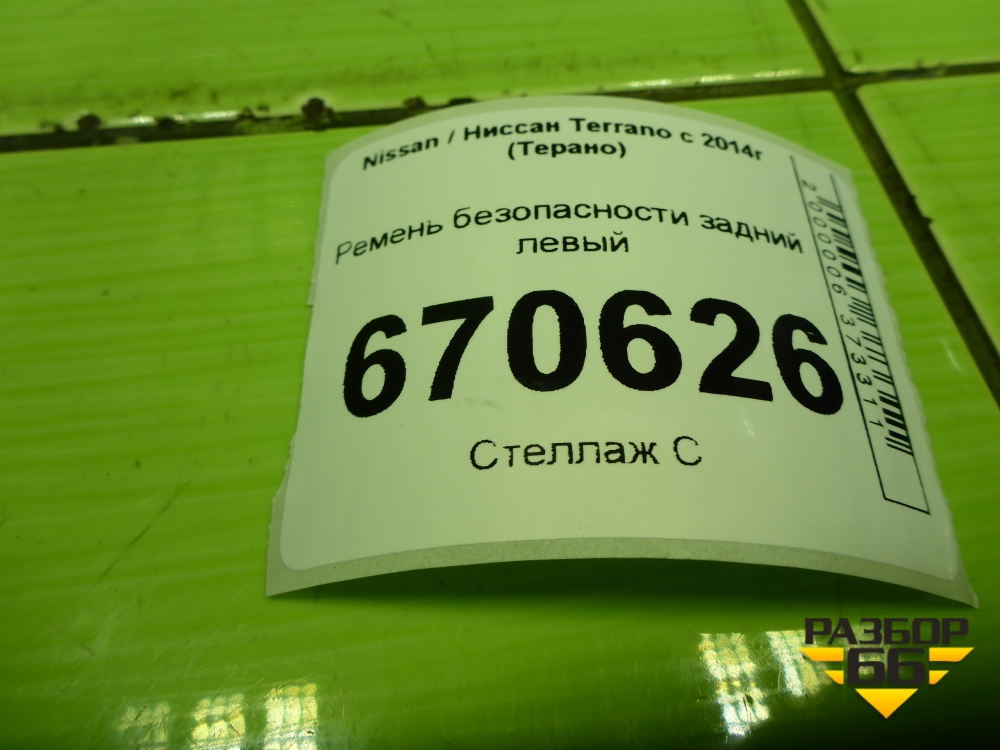 Nissan / Ниссан Terrano с 2014г
(Терано)
Ремень безопасности задний
левый
670626
Стеллаж С
2000006373311
РАЗБОР
66